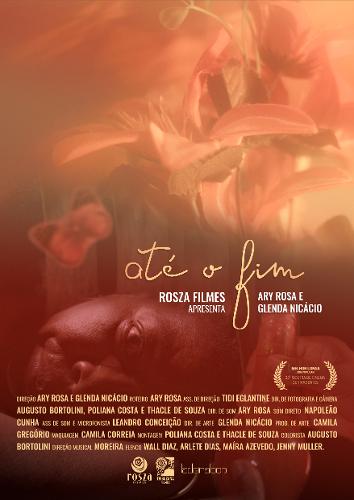 até o fim
ROSZA FILMES
APRESENTA
ARY ROSA E
GLENDA NICÁCIO
DIREÇÃO ARY ROSA E GLENDA NICÁCIO ROTEIRO ARY ROSA ASS. DE DIREÇÃO TIDI EGLANTINE DIR. DE FOTOGRAFIA E CÂMERA
AUGUSTO BORTOLINI, POLIANA COSTA E THACLE DE SOUZA DIR. DE SOM ARY ROSA SOM DIRETO NAPOLEÃO
CUNHA ASS DE SOM E MICROFONISTA LEANDRO CONCEIÇÃO DIR. DE ARTE GLENDA NICÁCIO PROD. DE ARTE CAMILA
GREGÓRIO MAQUIAGEM CAMILA CORREIA MONTAGEM POLIANA COSTA E THACLE DE SOUZA COLORISTA AUGUSTO
BORTOLINI DIREÇÃO MUSICAL MOREIRA ELENCO WALL DIAZ, ARLETE DIAS, MAÍRA AZEVEDO, JENNY MULLER.
rosza